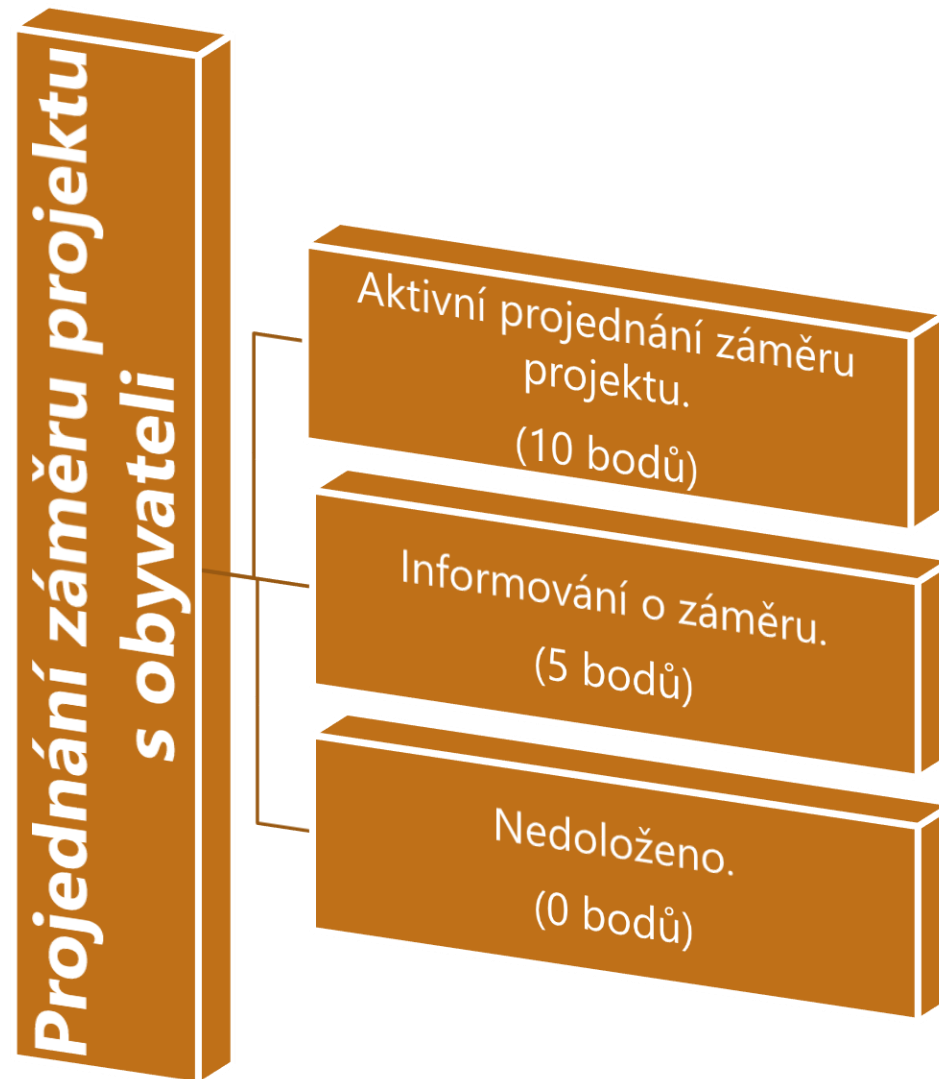 Projednání záměru projektu
s obyvateli
Aktivní projednání záměru
projektu.
(10 bodů)
Informování o záměru.
(5 bodů)
Nedoloženo.
(0 bodů)